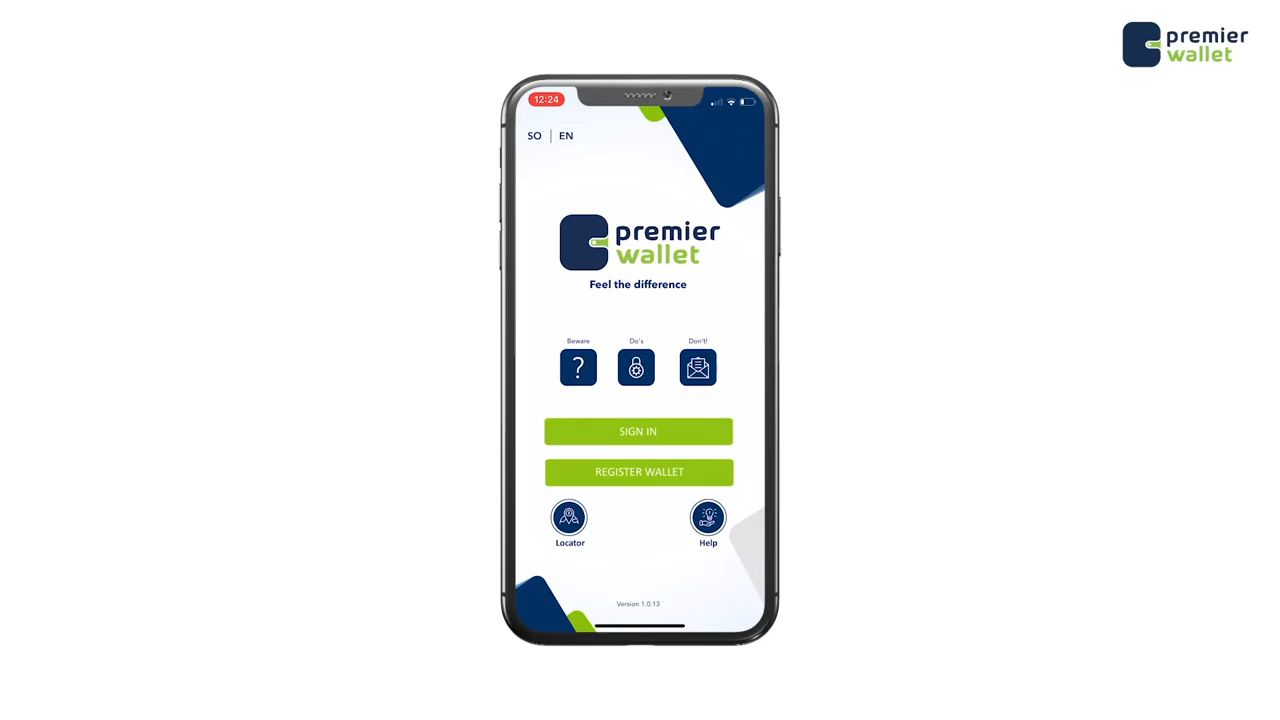 premier
wallet
12:24
SO | EN
premier
wallet
Feel the difference
Beware
Do's
Don't!
SIGN IN
REGISTER WALLET
Locator
Help
Version 1.0.13